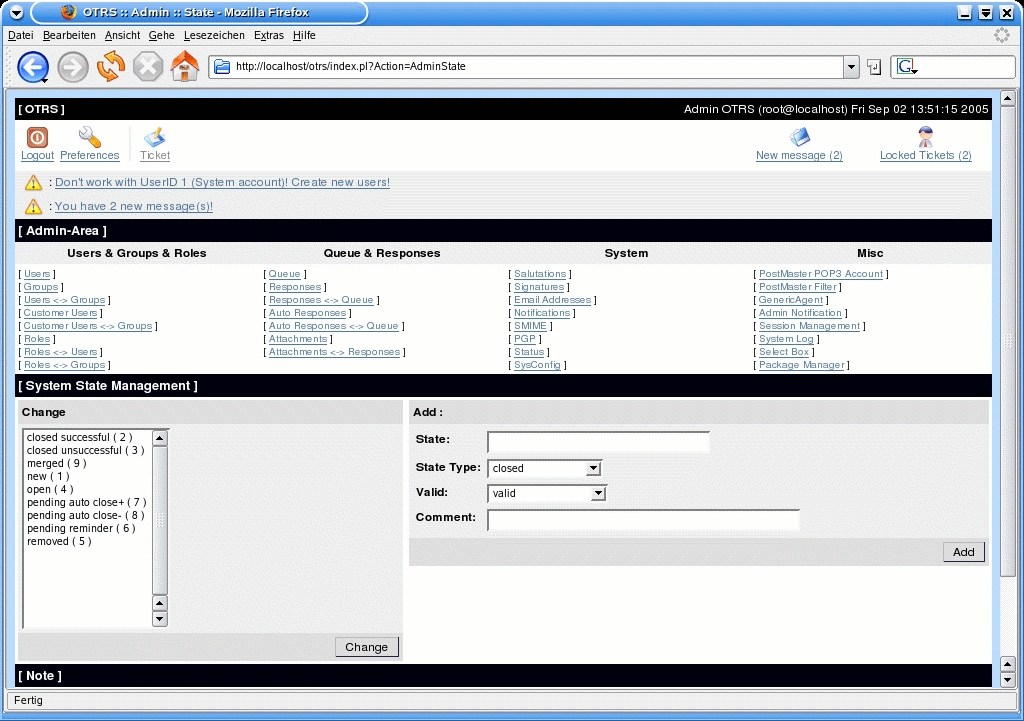 OTRS :: Admin :: State - Mozilla Firefox
Datei Bearbeiten Ansicht Gehe Lesezeichen Extras Hilfe
http://localhost/otrs/index.pl?Action=AdminState
G
[ OTRS ] Admin OTRS (root@localhost) Fri Sep 02 13:51:15 2005
Logout Preferences Ticket New message (2) Locked Tickets (2)
: Don't work with UserID 1 (System account)! Create new users!
: You have 2 new message(s)!
[ Admin-Area ]
Users & Groups & Roles Queue & Responses System Misc
[ Users ] [ Queue ] [ Salutations ] [ PostMaster POP3 Account ]
[ Groups ] [ Responses ] [ Signatures ] [ PostMaster Filter ]
[ Users <-> Groups ] [ Responses <-> Queue ] [ Email Addresses ] [ GenericAgent ]
[ Customer Users ] [ Auto Responses ] [ Notifications ] [ Admin Notification ]
[ Customer Users <-> Groups ] [ Auto Responses <-> Queue ] [ SMIME ] [ Session Management ]
[ Roles ] [ Attachments ] [ PGP ] [ System Log ]
[ Roles <-> Users ] [ Attachments <-> Responses ] [ Status ] [ Select Box ]
[ Roles <-> Groups ] [ SysConfig ] [ Package Manager ]
[ System State Management ]
Change
closed successful ( 2 )
closed unsuccessful ( 3 )
merged ( 9 )
new ( 1 )
open ( 4 )
pending auto close+ ( 7 )
pending auto close- ( 8 )
pending reminder ( 6 )
removed ( 5 )
Change
Add :
State:
State Type: closed
Valid: valid
Comment:
Add
[ Note ]
Fertig